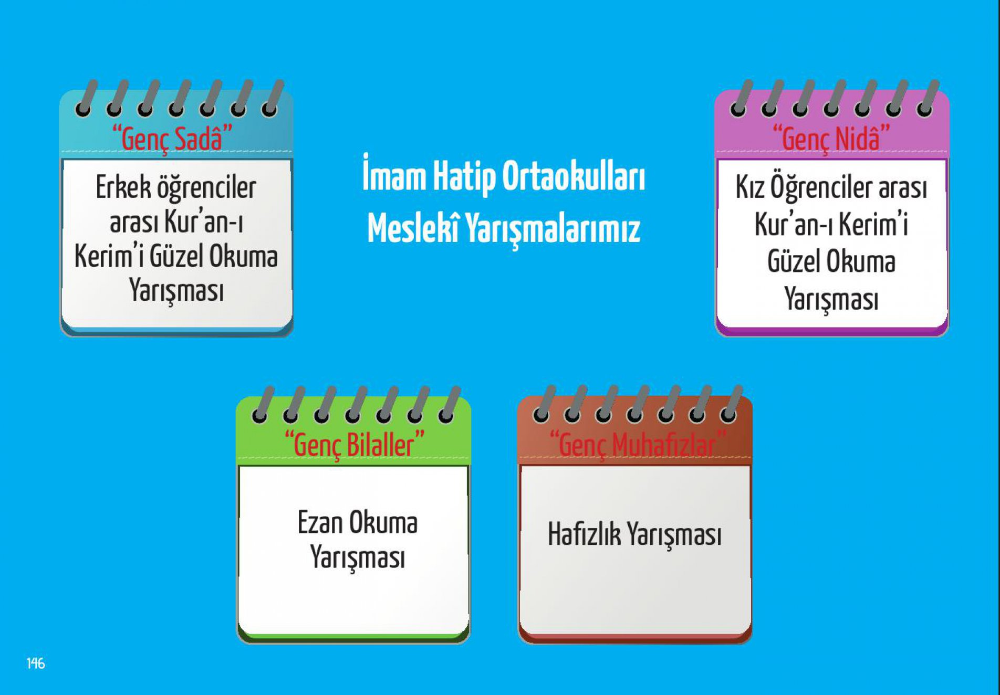 “Genç Sadâ”
Erkek öğrenciler
arası Kur’an-ı
Kerim’i Güzel Okuma
Yarışması
İmam Hatip Ortaokulları
Meslekî Yarışmalarımız
“Genç Nidâ”
Kız Öğrenciler arası
Kur’an-ı Kerim’i
Güzel Okuma
Yarışması
“Genç Bilaller”
Ezan Okuma
Yarışması
“Genç Muhafızlar”
Hafızlık Yarışması
146